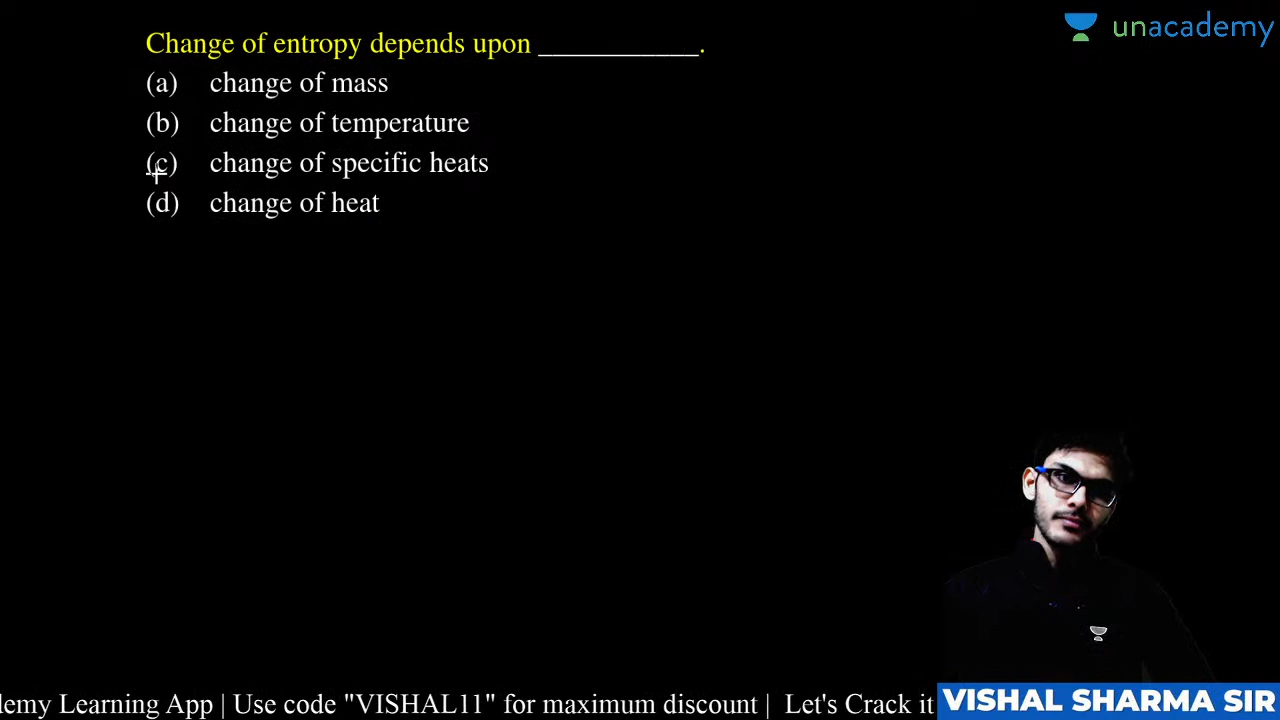 unacademy
Change of entropy depends upon ___________.
(a) change of mass
(b) change of temperature
(c) change of specific heats
(d) change of heat
demy Learning App | Use code "VISHAL11" for maximum discount | Let's Crack it
VISHAL SHARMA SIR